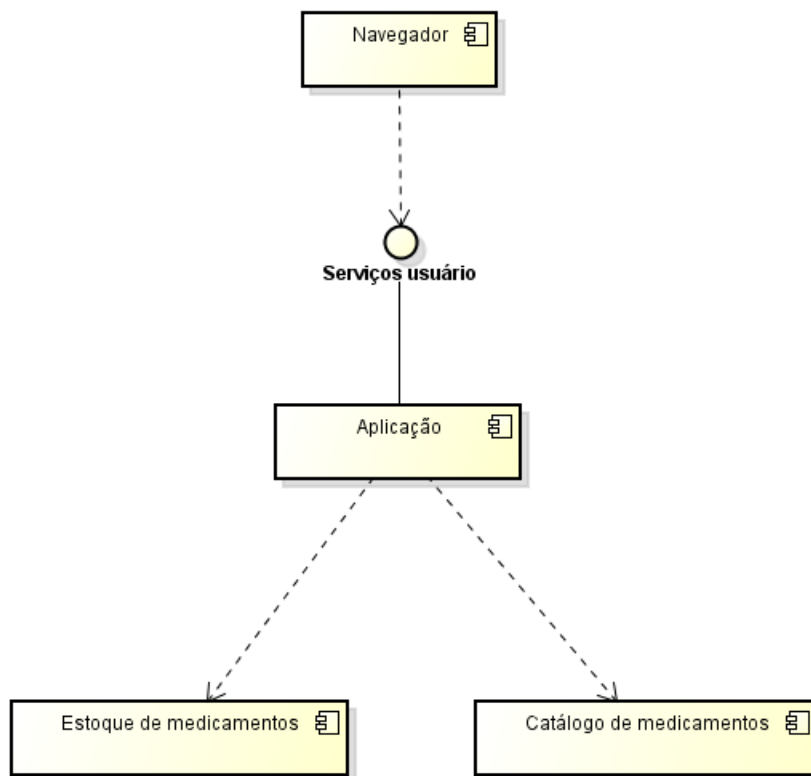 Navegador
Serviços usuário
Aplicação
Estoque de medicamentos
Catálogo de medicamentos